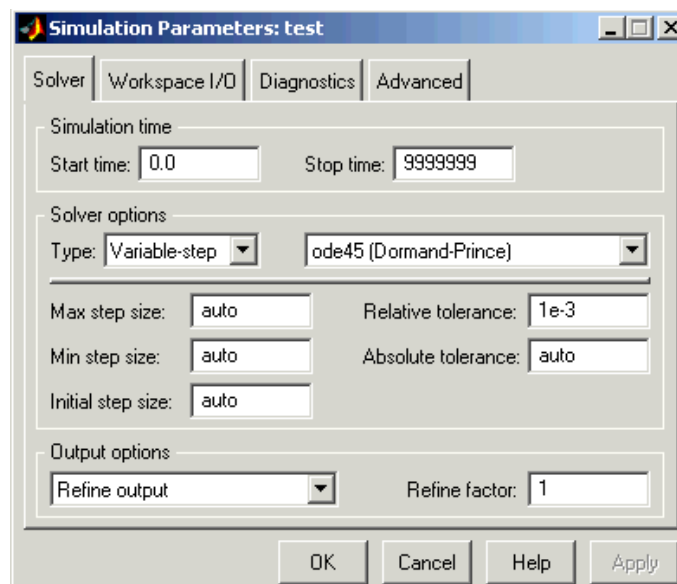 Simulation Parameters: test
Solver Workspace I/O Diagnostics Advanced
Simulation time
Start time: 0.0 Stop time: 9999999
Solver options
Type: Variable-step ode45 (Dormand-Prince)
Max step size: auto Relative tolerance: 1e-3
Min step size: auto Absolute tolerance: auto
Initial step size: auto
Output options
Refine output Refine factor: 1
OK Cancel Help Apply